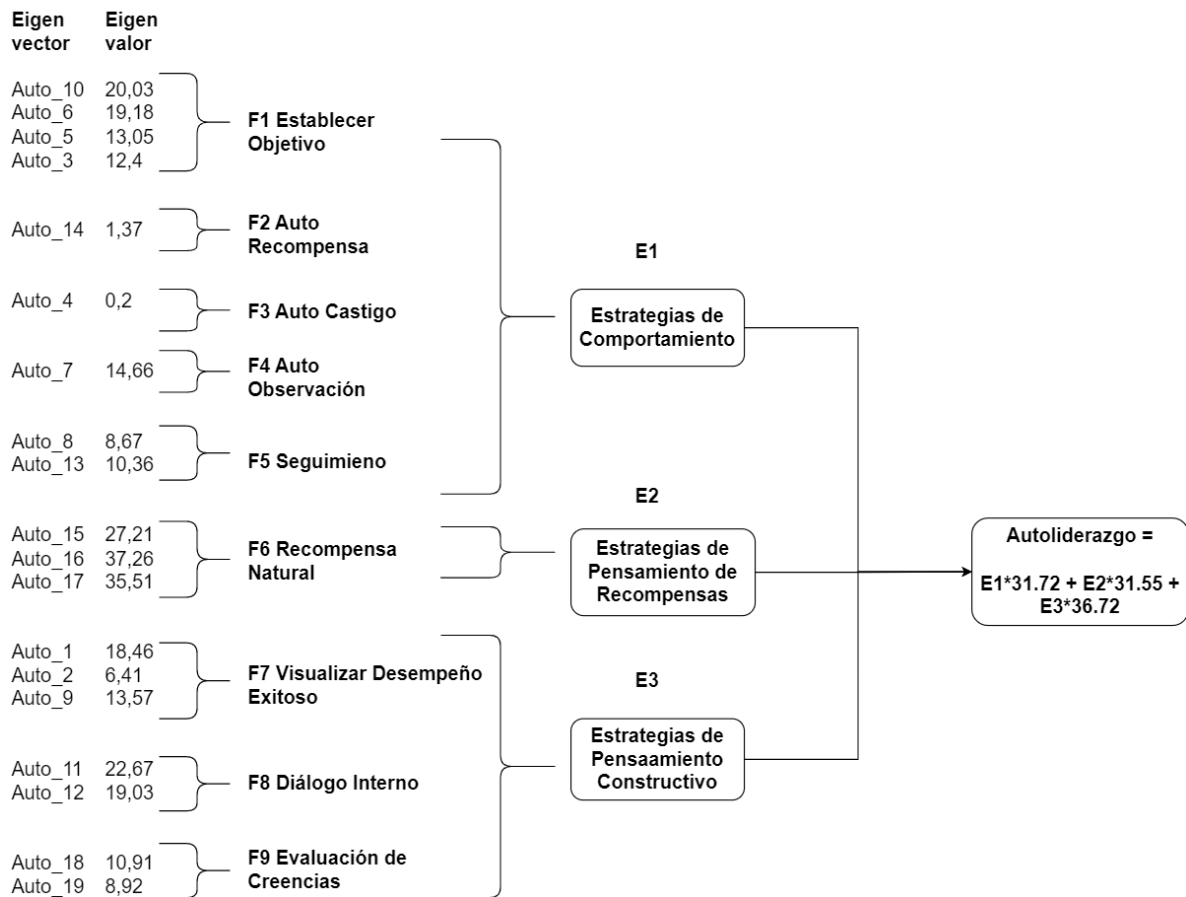 Eigen vector
Eigen valor
Auto_10 20,03
Auto_6 19,18
Auto_5 13,05
Auto_3 12,4
F1 Establecer
Objetivo
Auto_14 1,37
F2 Auto
Recompensa
Auto_4 0,2
F3 Auto Castigo
Auto_7 14,66
F4 Auto
Observación
Auto_8 8,67
Auto_13 10,36
F5 Seguimieno
Auto_15 27,21
Auto_16 37,26
Auto_17 35,51
F6 Recompensa
Natural
Auto_1 18,46
Auto_2 6,41
Auto_9 13,57
F7 Visualizar Desempeño
Exitoso
Auto_11 22,67
Auto_12 19,03
F8 Diálogo Interno
Auto_18 10,91
Auto_19 8,92
F9 Evaluación de
Creencias
E1
Estrategias de
Comportamiento
E2
Estrategias de
Pensamiento de
Recompensas
E3
Estrategias de
Pensaamiento
Constructivo
Autoliderazgo =
E1*31.72 + E2*31.55 +
E3*36.72